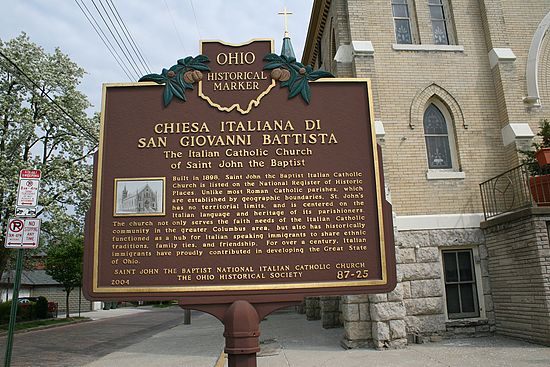 OHIO
HISTORICAL
MARKER
CHIESA ITALIANA DI
SAN GIOVANNI BATTISTA
The Italian Catholic Church
of Saint John the Baptist
Built in 1898, Saint John the Baptist Italian Catholic
Church is listed on the National Register of Historic
Places. Unlike most Roman Catholic parishes, which
are established by geographic boundaries, St. John's
has no territorial limits, and is centered on the
Italian language and heritage of its parishioners.
The church not only serves the faith needs of the Italian Catholic
community in the greater Columbus area, but also has historically
functioned as a hub for Italian speaking immigrants to share ethnic
traditions, family ties, and friendship. For over a century, Italian
immigrants have proudly contributed in developing the Great State
of Ohio.
SAINT JOHN THE BAPTIST NATIONAL ITALIAN CATHOLIC CHURCH
THE OHIO HISTORICAL SOCIETY
2004
87-25
NO
PARKING